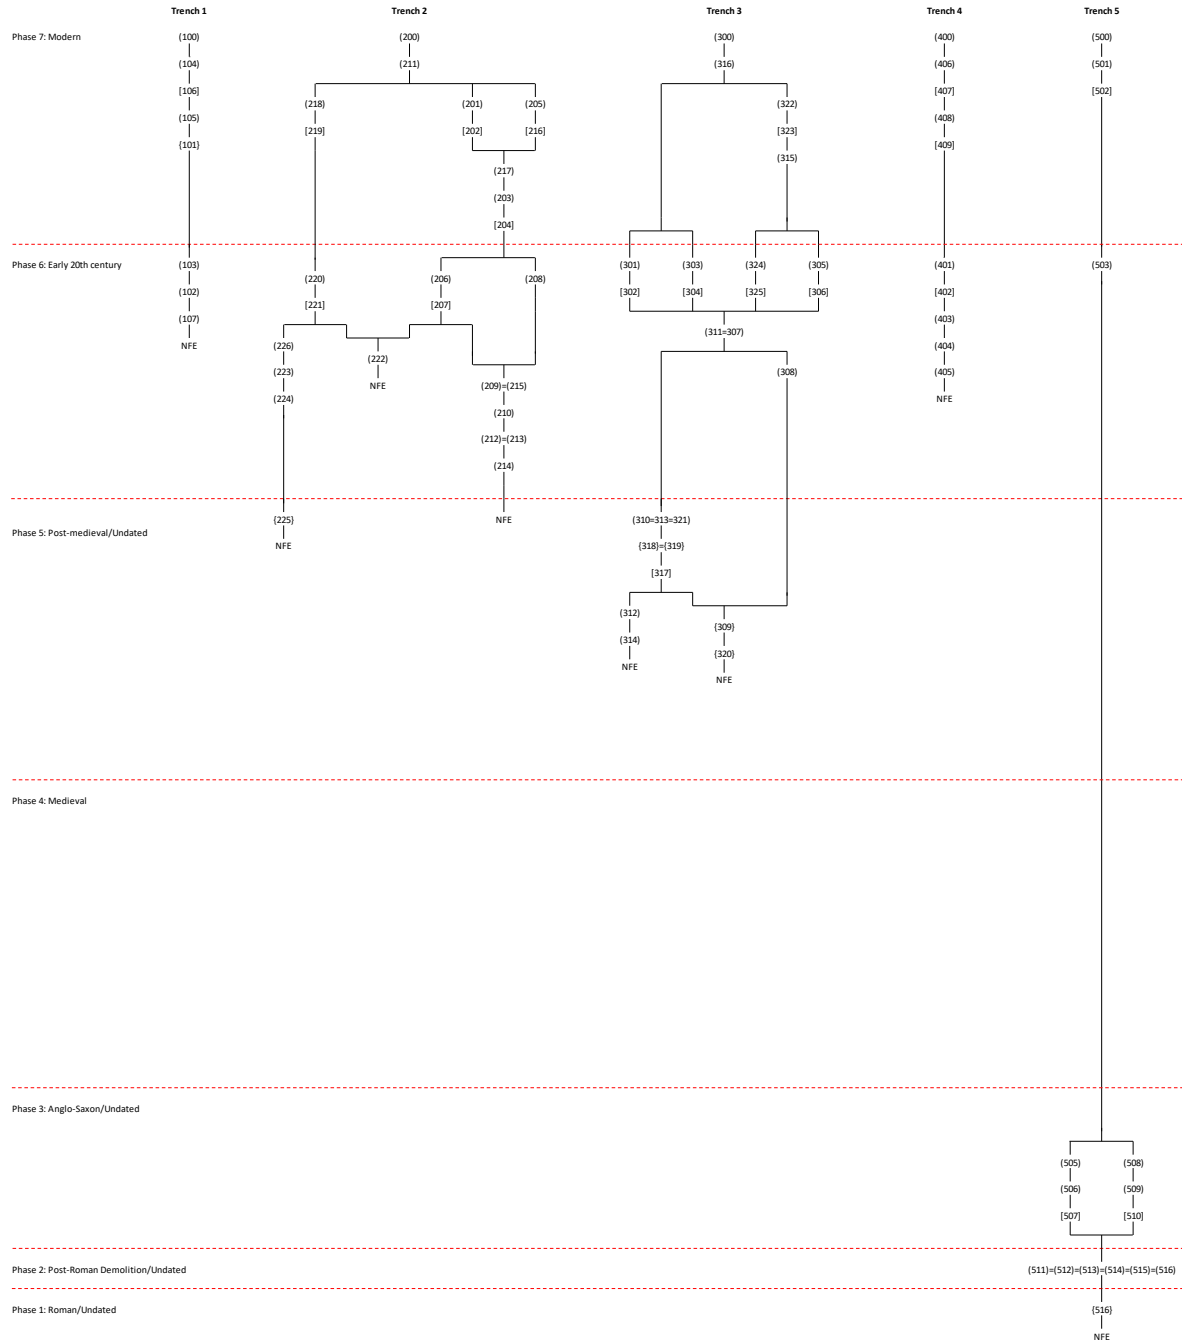 Trench 1 Trench 2 Trench 3 Trench 4 Trench 5
Phase 7: Modern (100) (200) (300) (400) (500)
(104) (211) (316) (406) (501)
[106] [407] [502]
(218) (201) (205) (322)
(105) (408)
[219] [202] [216] [323]
{101} [409]
(315)
(217)
(203)
[204]
Phase 6: Early 20th century (103) (301) (303) (324) (305) (401) (503)
(220) (206) (208)
(102) [302] [304] [325] [306] [402]
[221] [207]
(107) (403)
(311=307)
NFE (226) (404)
(222)
(223) (308) (405)
NFE (209)=(215)
(224) NFE
(210)
(212)=(213)
(214)
{225} NFE (310=313=321)
Phase 5: Post-medieval/Undated
NFE {318}={319}
[317]
(312)
{309}
(314)
{320}
NFE
NFE
Phase 4: Medieval
Phase 3: Anglo-Saxon/Undated
(505) (508)
(506) (509)
[507] [510]
Phase 2: Post-Roman Demolition/Undated (511)=(512)=(513)=(514)=(515)=(516)
Phase 1: Roman/Undated {516}
NFE